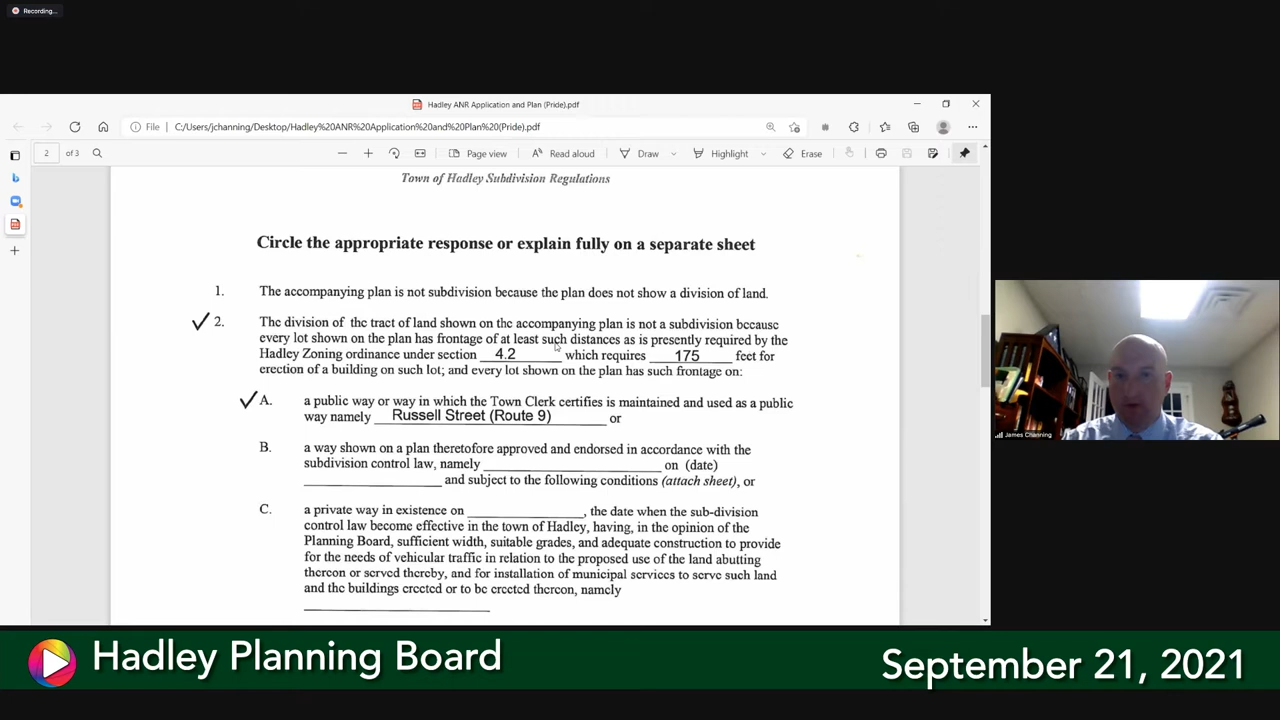 Recording...
Hadley ANR Application and Plan (Pride).pdf
File
C:/Users/jchanning/Desktop/Hadley%20ANR%20Application%20and%20Plan%20(Pride).pdf
2 of 3
Page view
Read aloud
Draw
Highlight
Erase
Town of Hadley Subdivision Regulations
Circle the appropriate response or explain fully on a separate sheet
1. The accompanying plan is not subdivision because the plan does not show a division of land.
2. The division of the tract of land shown on the accompanying plan is not a subdivision because
every lot shown on the plan has frontage of at least such distances as is presently required by the
Hadley Zoning ordinance under section 4.2 which requires 175 feet for
erection of a building on such lot; and every lot shown on the plan has such frontage on:
A. a public way or way in which the Town Clerk certifies is maintained and used as a public
way namely Russell Street (Route 9) or
B. a way shown on a plan theretofore approved and endorsed in accordance with the
subdivision control law, namely on (date)
and subject to the following conditions (attach sheet), or
C. a private way in existence on , the date when the sub-division
control law become effective in the town of Hadley, having, in the opinion of the
Planning Board, sufficient width, suitable grades, and adequate construction to provide
for the needs of vehicular traffic in relation to the proposed use of the land abutting
thereon or served thereby, and for installation of municipal services to serve such land
and the buildings erected or to be erected thereon, namely
James Channing
Hadley Planning Board
September 21, 2021